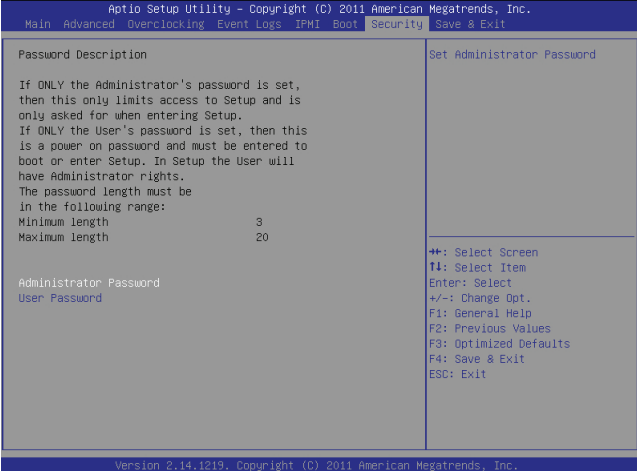 Aptio Setup Utility – Copyright (C) 2011 American Megatrends, Inc.
Main Advanced Overclocking Event Logs IPMI Boot Security Save & Exit
Password Description
If ONLY the Administrator's password is set,
then this only limits access to Setup and is
only asked for when entering Setup.
If ONLY the User's password is set, then this
is a power on password and must be entered to
boot or enter Setup. In Setup the User will
have Administrator rights.
The password length must be
in the following range:
Minimum length 3
Maximum length 20
Administrator Password
User Password
Set Administrator Password
→←: Select Screen
↑↓: Select Item
Enter: Select
+/-: Change Opt.
F1: General Help
F2: Previous Values
F3: Optimized Defaults
F4: Save & Exit
ESC: Exit
Version 2.14.1219. Copyright (C) 2011 American Megatrends, Inc.